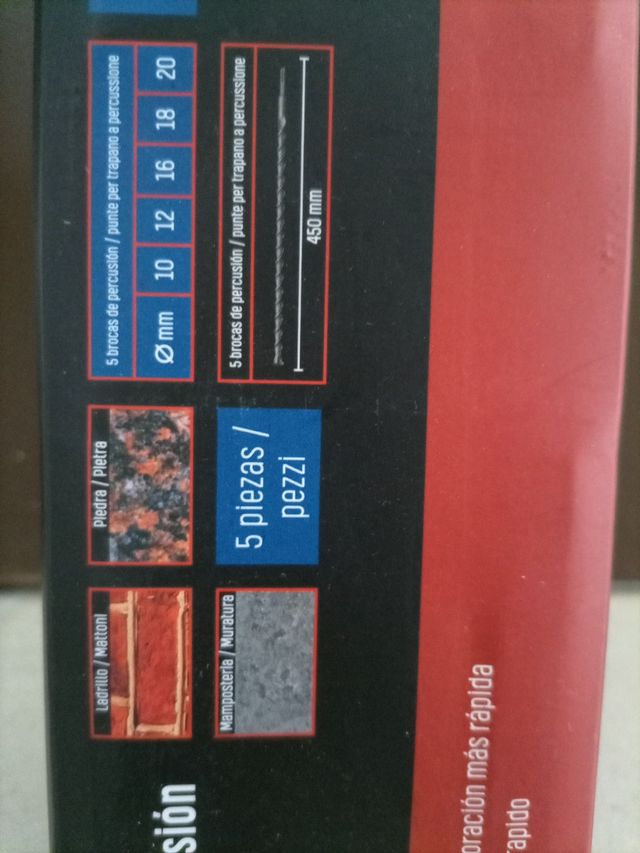 sión
Ladrillo / Mattoni
Piedra / Pietra
5 brocas de percusión / punte per trapano a percussione
Ø mm 10 12 16 18 20
Mampostería / Muratura
5 piezas /
pezzi
5 brocas de percusión / punte per trapano a percussione
450 mm
oración más rápida
rapido